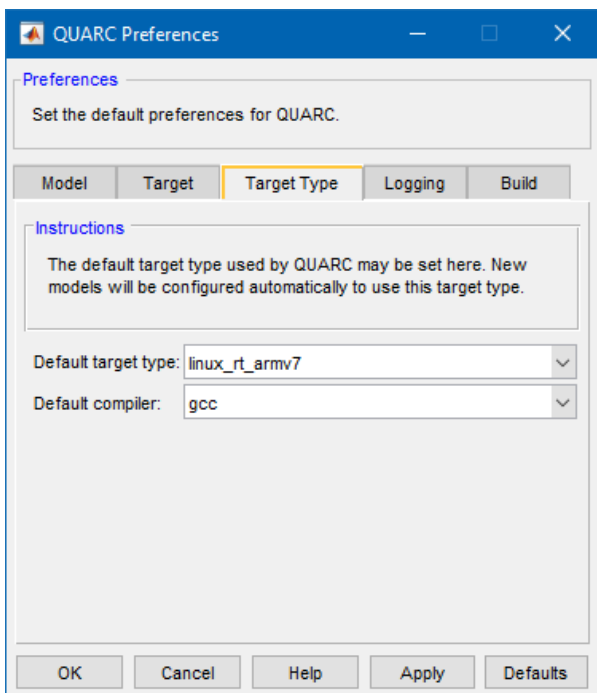 QUARC Preferences
Preferences
Set the default preferences for QUARC.
Model Target Target Type Logging Build
Instructions
The default target type used by QUARC may be set here. New
models will be configured automatically to use this target type.
Default target type: linux_rt_armv7
Default compiler: gcc
OK Cancel Help Apply Defaults